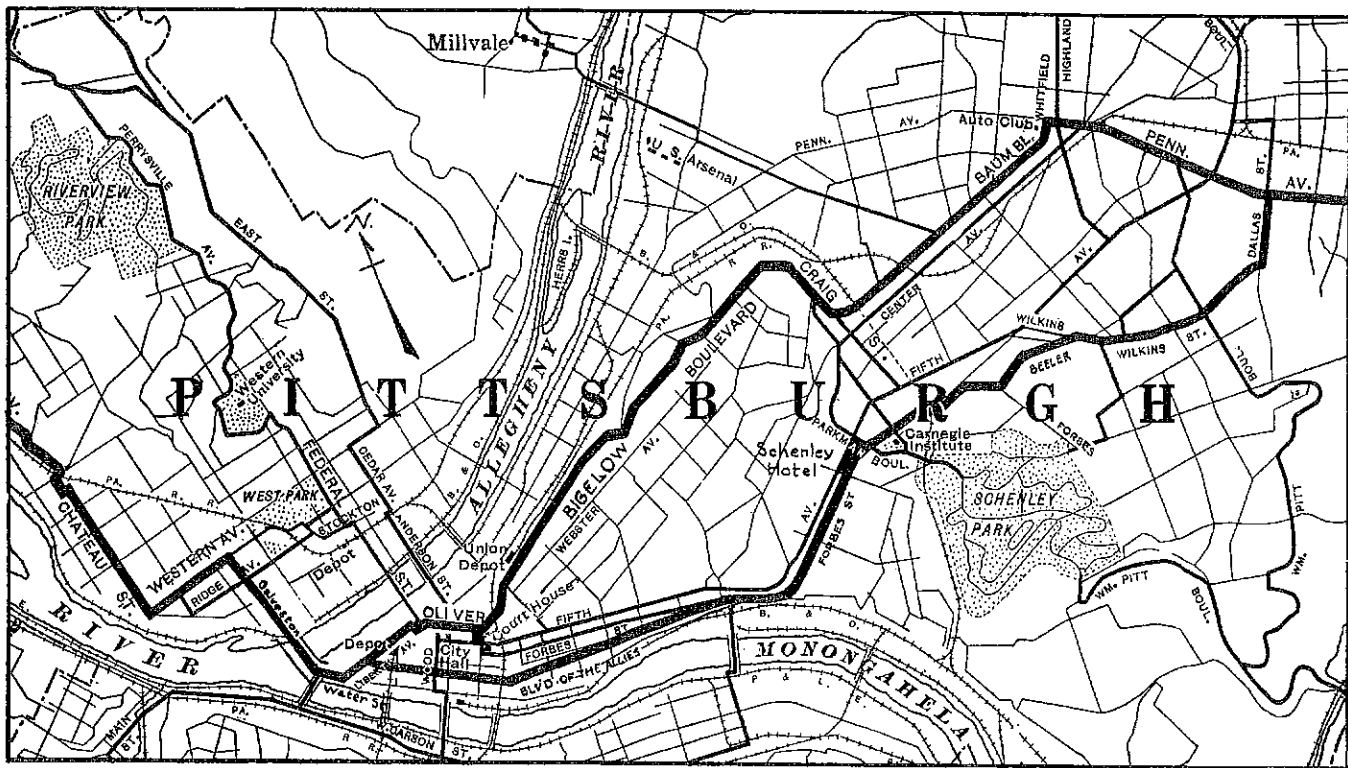 Millvale
BOUL.
WHITFIELD
HIGHLAND
Auto Club
PENN.
AV.
PENN
AV.
PA.
ST.
DALLAS
BAUM BL.
U. S. Arsenal
PERRYSVILLE
AV.
RIVERVIEW
PARK
EAST
ST.
N.
HERRS I.
ALLEGHENY RIVER
B. & O. R. R.
PA.
CRAIG
ST.
CENTER
AV.
AV.
BIGELOW BOULEVARD
WEBSTER AV.
FIFTH
WILKINS
BEELER
WILKINS
ST.
BOUL.
Western
University
PITTSBURGH
FORBES
PARKMAN
Carnegie
Institute
Schenley
Hotel
BOUL.
SCHENLEY
PARK
WM. PITT
WM. PITT
BOUL.
AV.
FORBES ST
PA. R. R.
WEST PARK
FEDERAL
CEDAR AV.
STOCKTON
ANDERSON ST.
ST.
B. & O.
Union
Depot
CHATEAU
ST.
WESTERN AV.
RIDGE AV.
Galveston
Depot
OLIVER
Court House
FIFTH
FORBES
ST
BLVD OF THE ALLIES
Depot
AV.
WOOD
City
Hall
Water St.
RIVER
MAIN
ST.
PA.
R R.
W. CARSON ST.
B. & O.
MONONGAHELA
P. & L. E.